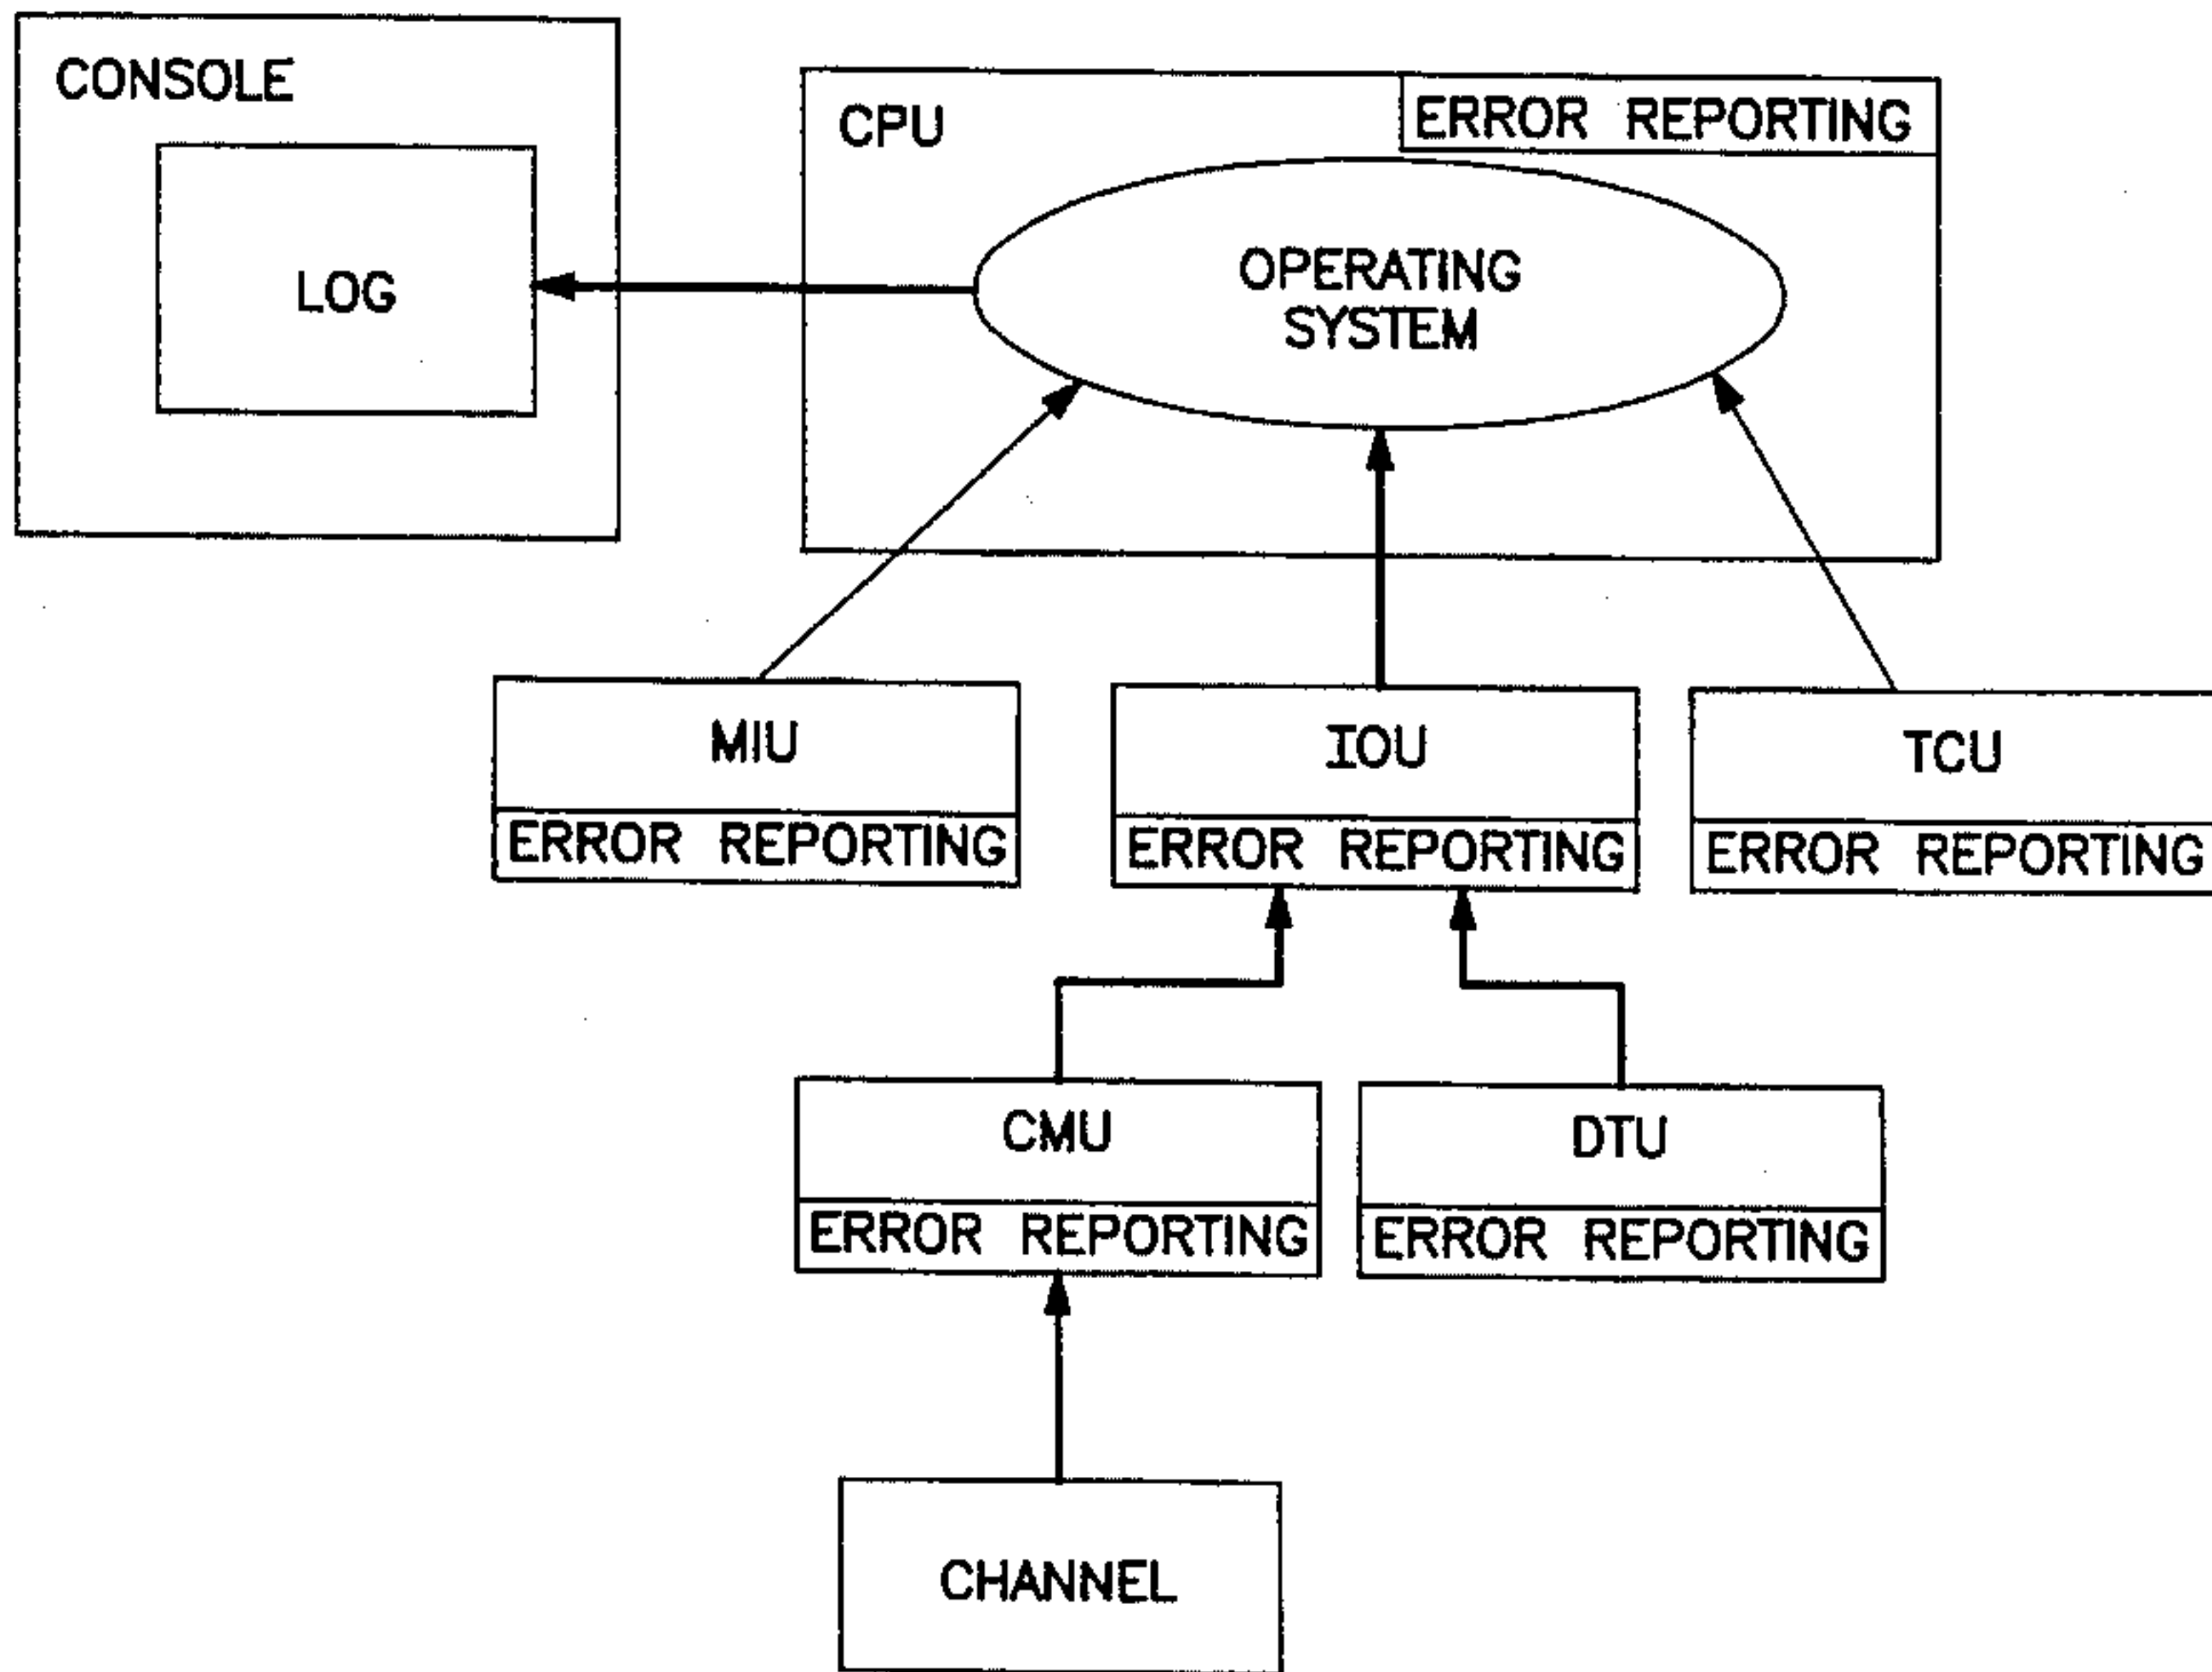 CONSOLE
CPU
ERROR REPORTING
LOG
OPERATING
SYSTEM
MIU
ERROR REPORTING
IOU
ERROR REPORTING
TCU
ERROR REPORTING
CMU
ERROR REPORTING
DTU
ERROR REPORTING
CHANNEL